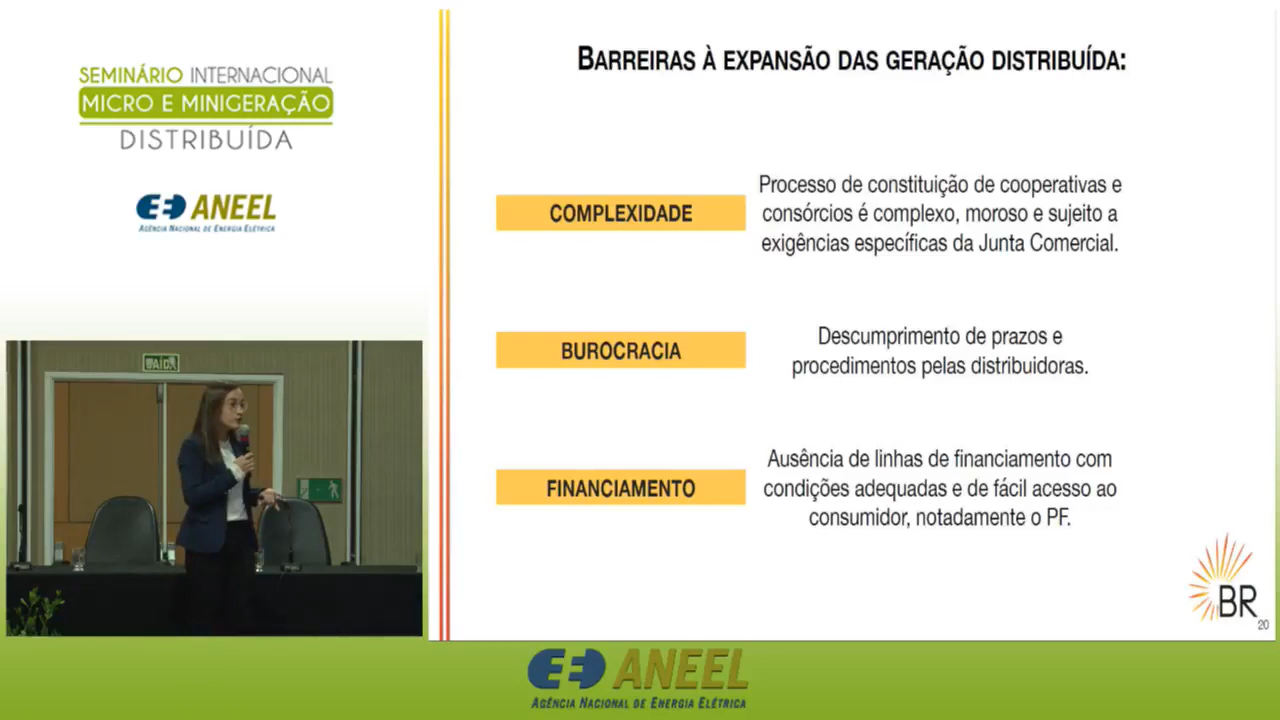 SEMINÁRIO INTERNACIONAL
MICRO E MINIGERAÇÃO
DISTRIBUÍDA
ANEEL
AGÊNCIA NACIONAL DE ENERGIA ELÉTRICA
BARREIRAS À EXPANSÃO DAS GERAÇÃO DISTRIBUÍDA:
COMPLEXIDADE
Processo de constituição de cooperativas e
consórcios é complexo, moroso e sujeito a
exigências específicas da Junta Comercial.
BUROCRACIA
Descumprimento de prazos e
procedimentos pelas distribuidoras.
FINANCIAMENTO
Ausência de linhas de financiamento com
condições adequadas e de fácil acesso ao
consumidor, notadamente o PF.
BR
20
ANEEL
AGÊNCIA NACIONAL DE ENERGIA ELÉTRICA